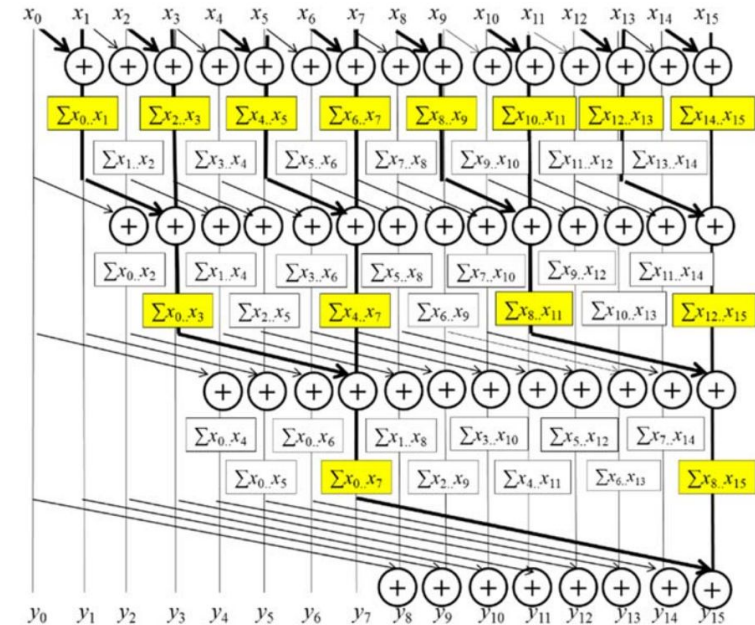 x₀ x₁ x₂ x₃ x₄ x₅ x₆ x₇ x₈ x₉ x₁₀ x₁₁ x₁₂ x₁₃ x₁₄ x₁₅
+ + + + + + + + + + + + + + +
∑x₀..x₁ ∑x₂..x₃ ∑x₄..x₅ ∑x₆..x₇ ∑x₈..x₉ ∑x₁₀..x₁₁ ∑x₁₂..x₁₃ ∑x₁₄..x₁₅
∑x₁..x₂ ∑x₃..x₄ ∑x₅..x₆ ∑x₇..x₈ ∑x₉..x₁₀ ∑x₁₁..x₁₂ ∑x₁₃..x₁₄
+ + + + + + + + + + + + + +
∑x₀..x₂ ∑x₁..x₄ ∑x₃..x₆ ∑x₅..x₈ ∑x₇..x₁₀ ∑x₉..x₁₂ ∑x₁₁..x₁₄
∑x₀..x₃ ∑x₂..x₅ ∑x₄..x₇ ∑x₆..x₉ ∑x₈..x₁₁ ∑x₁₀..x₁₃ ∑x₁₂..x₁₅
+ + + + + + + + + + + +
∑x₀..x₄ ∑x₀..x₆ ∑x₁..x₈ ∑x₃..x₁₀ ∑x₅..x₁₂ ∑x₇..x₁₄
∑x₀..x₅ ∑x₀..x₇ ∑x₂..x₉ ∑x₄..x₁₁ ∑x₆..x₁₃ ∑x₈..x₁₅
+ + + + + + + +
y₀ y₁ y₂ y₃ y₄ y₅ y₆ y₇ y₈ y₉ y₁₀ y₁₁ y₁₂ y₁₃ y₁₄ y₁₅